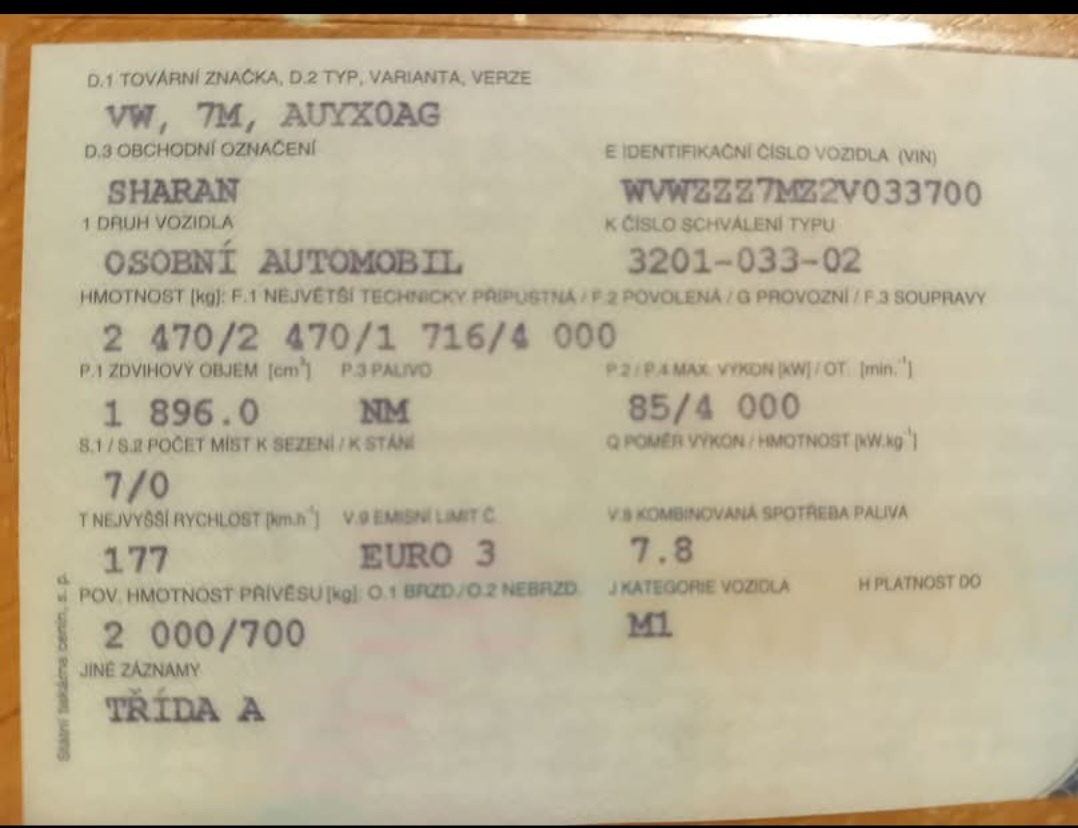 D.1 TOVÁRNÍ ZNAČKA, D.2 TYP, VARIANTA, VERZE
VW, 7M, AUYX0AG
D.3 OBCHODNÍ OZNAČENÍ E IDENTIFIKAČNÍ ČÍSLO VOZIDLA (VIN)
SHARAN WVWZZZ7MZ2V033700
1 DRUH VOZIDLA K ČÍSLO SCHVÁLENÍ TYPU
OSOBNÍ AUTOMOBIL 3201-033-02
HMOTNOST [kg]: F.1 NEJVĚTŠÍ TECHNICKY PŘÍPUSTNÁ / F.2 POVOLENÁ / G PROVOZNÍ / F.3 SOUPRAVY
2 470/2 470/1 716/4 000
P.1 ZDVIHOVÝ OBJEM [cm³] P.3 PALIVO P.2 / P.4 MAX. VÝKON [kW] / OT. [min.⁻¹]
1 896.0 NM 85/4 000
S.1 / S.2 POČET MÍST K SEZENÍ / K STÁNÍ Q POMĚR VÝKON / HMOTNOST [kW.kg⁻¹]
7/0
T NEJVYŠŠÍ RYCHLOST [km.h⁻¹] V.9 EMISNÍ LIMIT Č. V.8 KOMBINOVANÁ SPOTŘEBA PALIVA
177 EURO 3 7.8
POV. HMOTNOST PŘÍVĚSU [kg]: O.1 BRZD./O.2 NEBRZD. J KATEGORIE VOZIDLA H PLATNOST DO
2 000/700 M1
JINÉ ZÁZNAMY
TŘÍDA A
Státní tiskárna cenin, s. p.